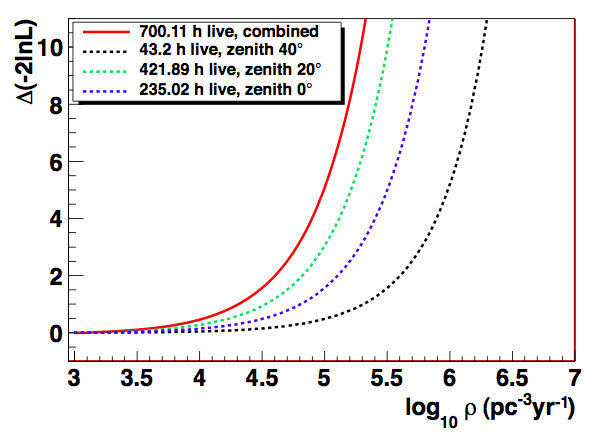 700.11 h live, combined
43.2 h live, zenith 40°
421.89 h live, zenith 20°
235.02 h live, zenith 0°
Δ(-2lnL)
10
8
6
4
2
0
3 3.5 4 4.5 5 5.5 6 6.5 7
log₁₀ ρ (pc⁻³yr⁻¹)